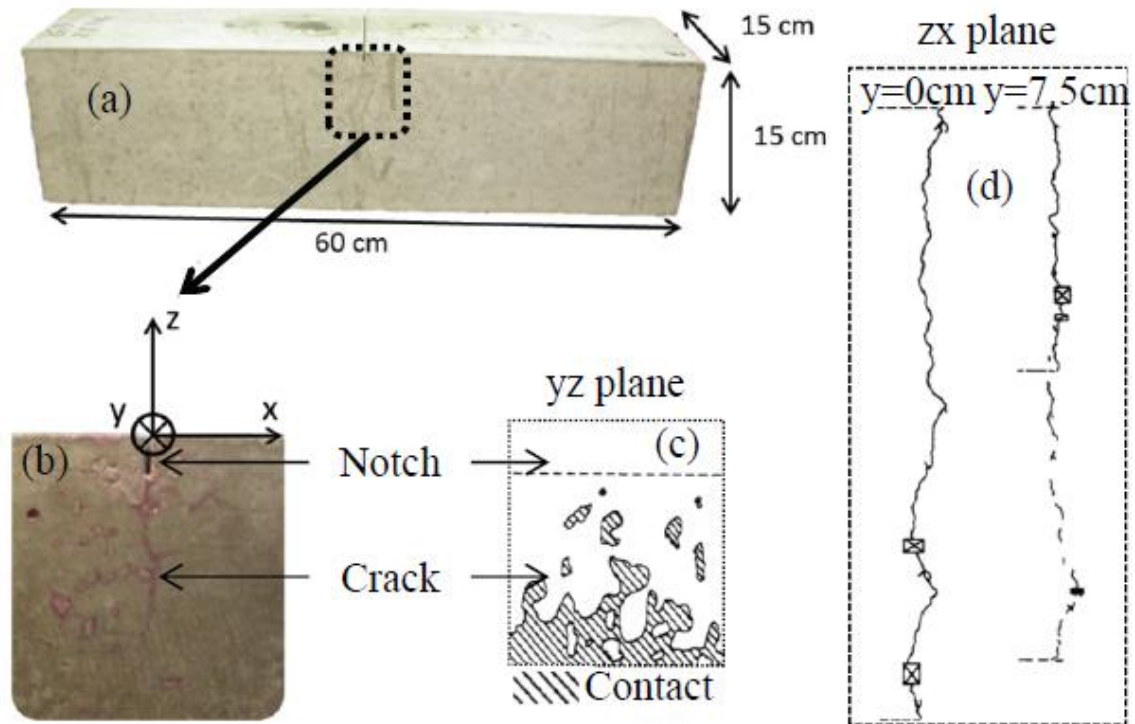 15 cm
(a)
15 cm
60 cm
zx plane
y=0cm y=7.5cm
(d)
z
y
x
(b)
Notch
Crack
yz plane
(c)
Contact